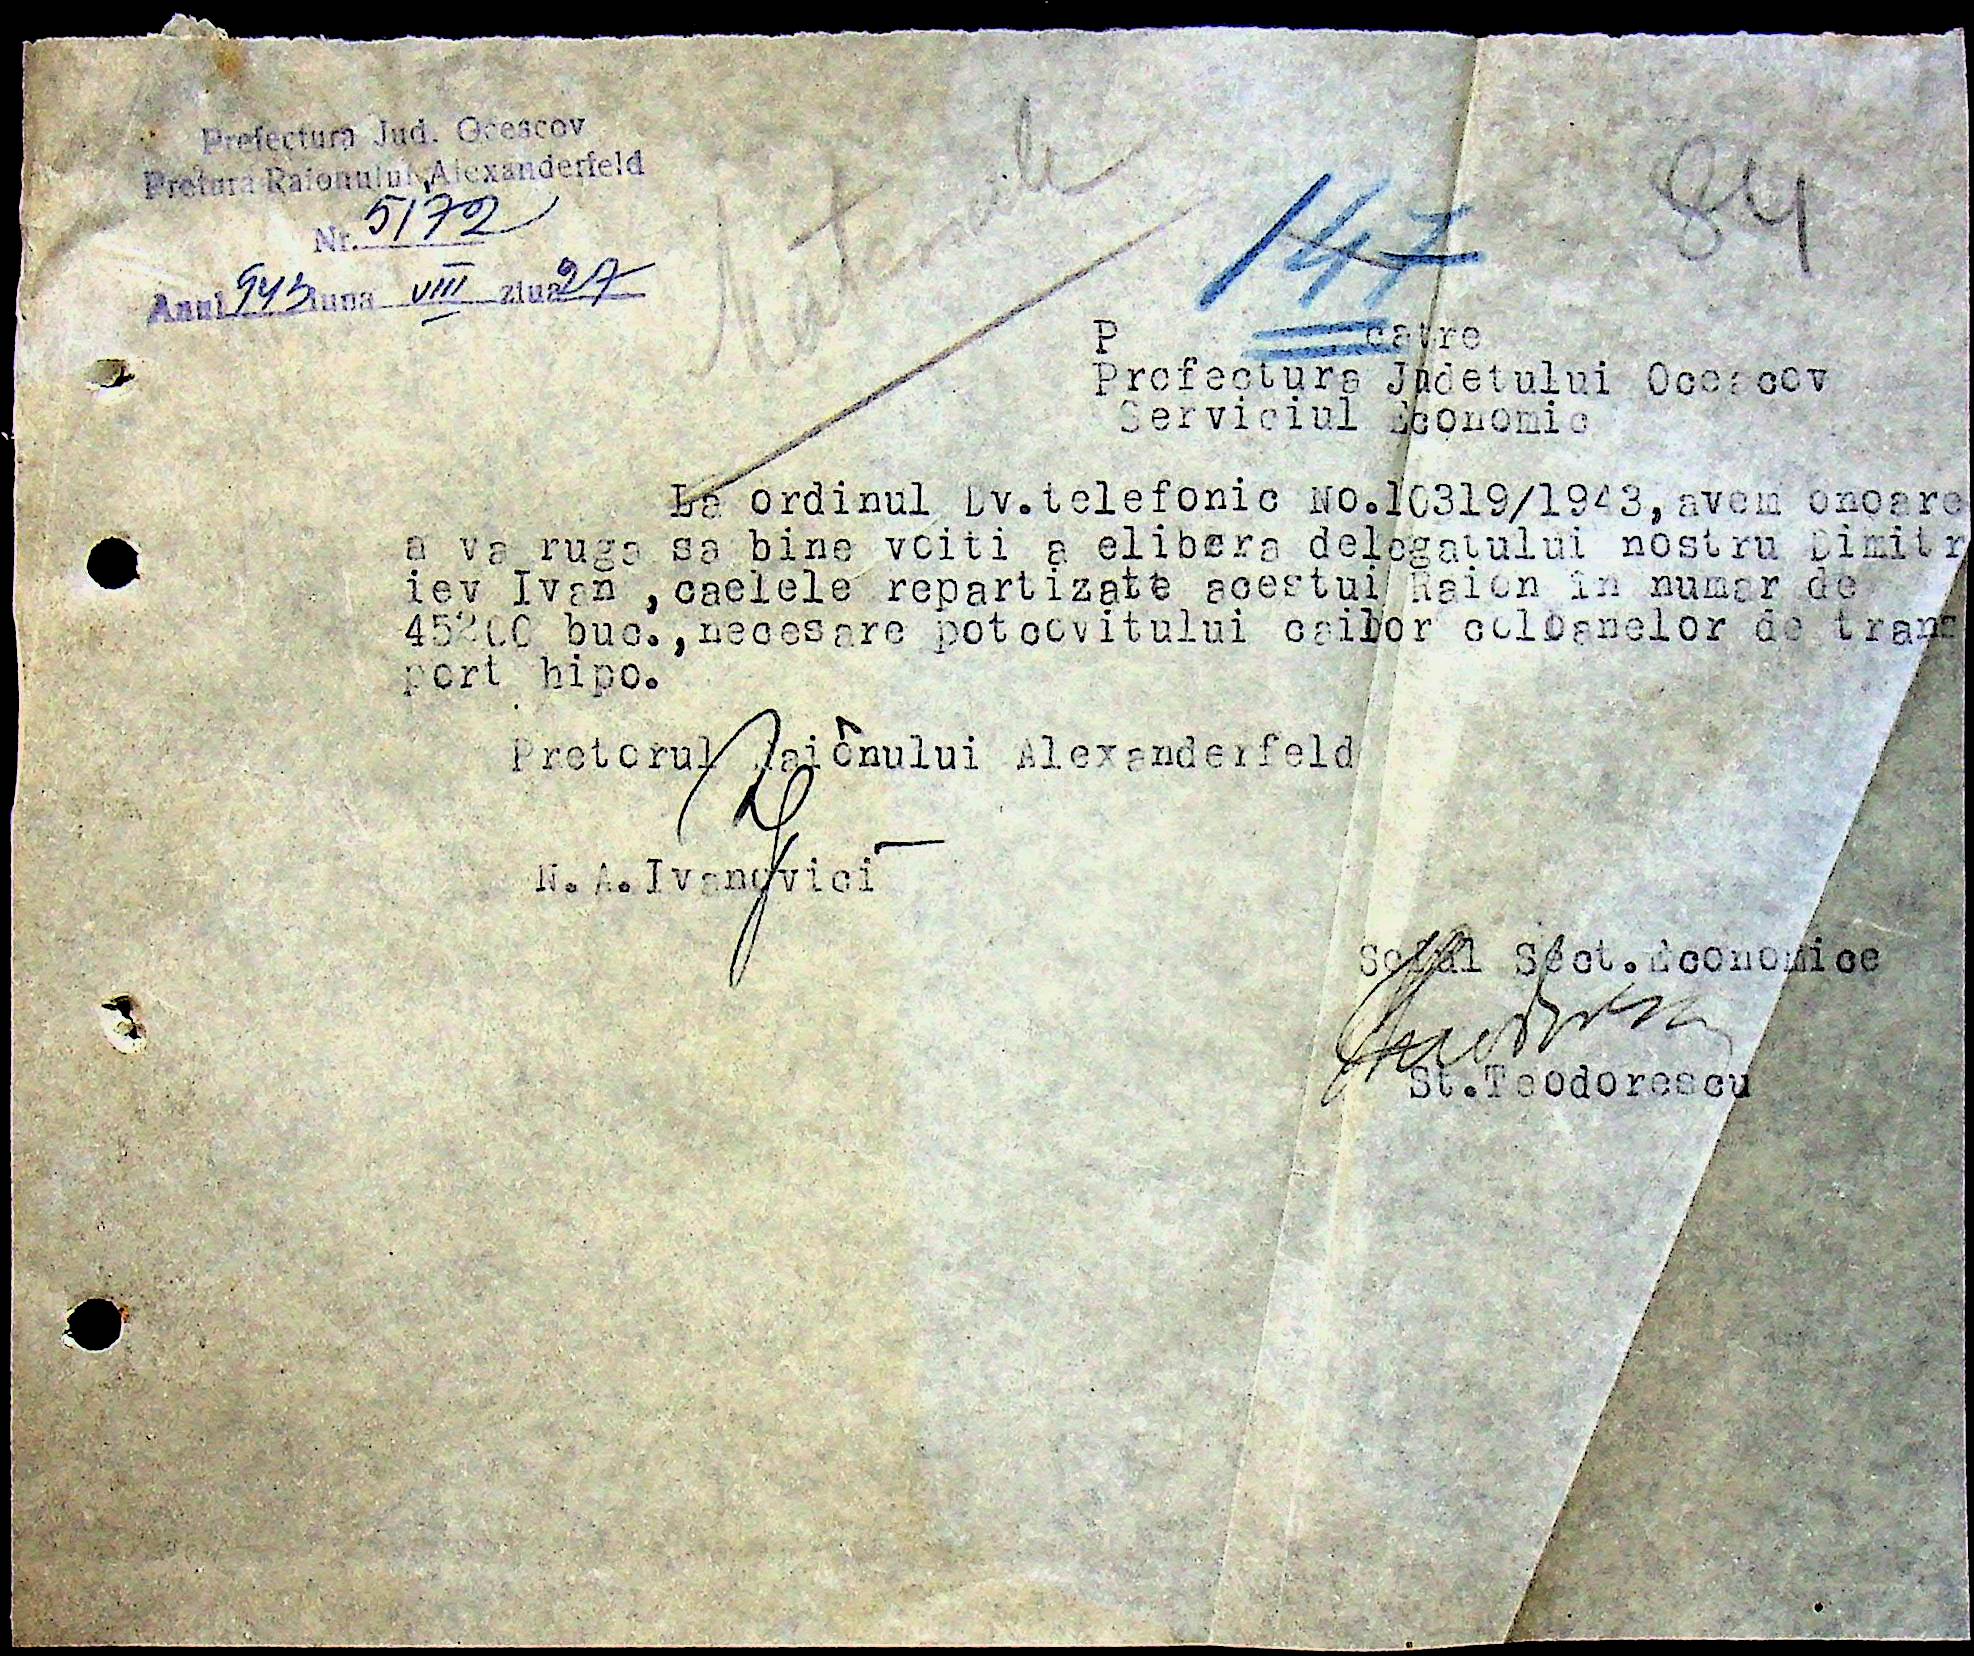 Prefectura Jud. Oceacov
Pretura Raionului Alexanderfeld
Nr. 5172
Anul 943 luna VIII ziua 27
147
84
P catre
Prefectura Judetului Oceacov
Serviciul Economic
La ordinul Dv.telefonic No.10319/1943, avem onoare
a va ruga sa bine voiti a elibera delegatului nostru Dimitr
iev Ivan ,caelele repartizate acestui Raion în numar de
45200 buc.,necesare potcovitului cailor coloanelor de trans
port hipo.
Pretorul Raionului Alexanderfeld
N.A.Ivanovici
Seful Sect.Economice
St.Teodorescu